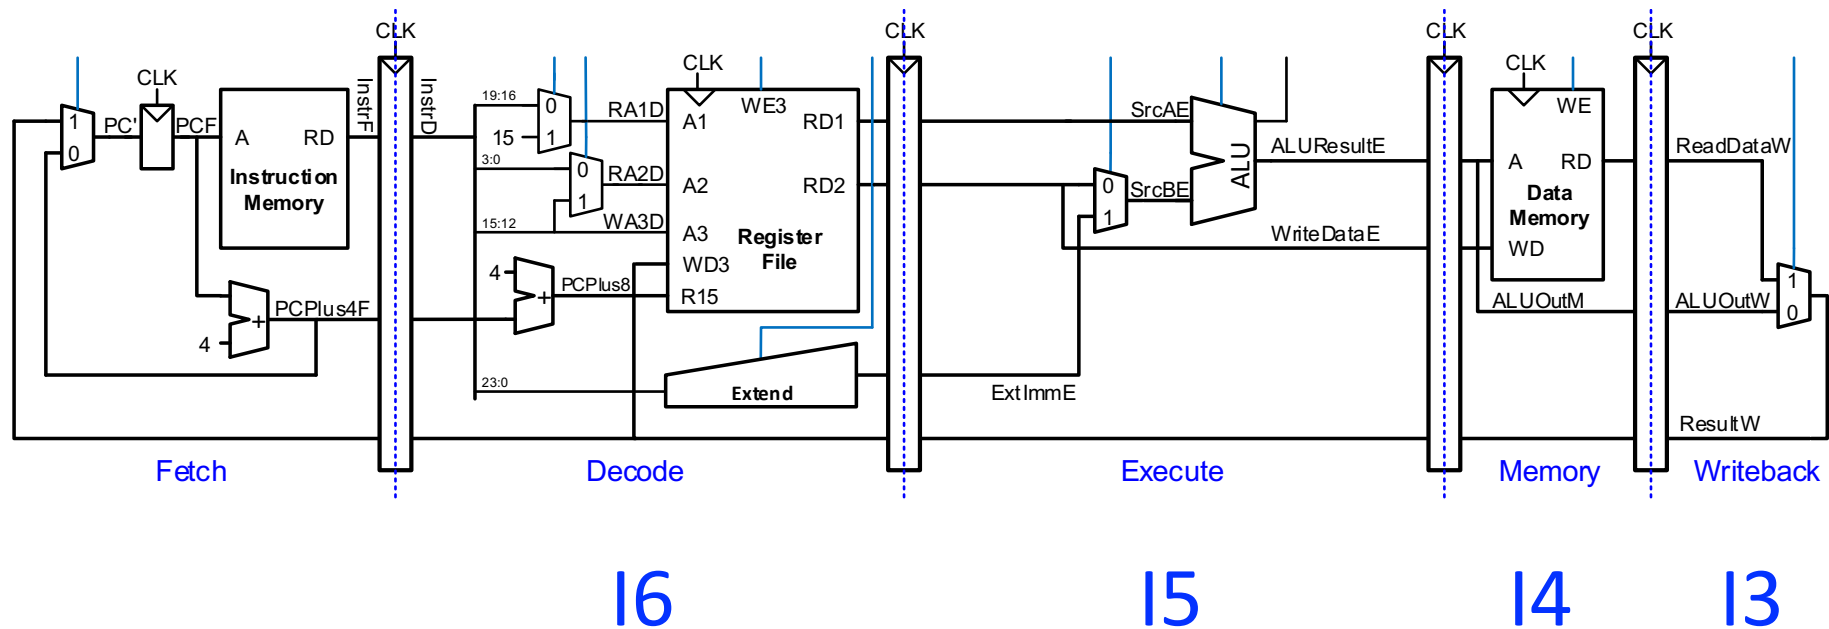 CLK CLK CLK CLK
CLK CLK CLK
1
0
PC'
PCF
A RD
Instruction
Memory
InstrF
InstrD
19:16
0
1
15
RA1D
3:0
0
1
RA2D
15:12
WA3D
WE3
A1 RD1
A2 RD2
A3
WD3
R15
Register
File
4
+
PCPlus8
PCPlus4F
4
+
23:0
Extend
ExtImmE
SrcAE
0
1
SrcBE
ALU
ALUResultE
WriteDataE
WE
A RD
Data
Memory
WD
ALUOutM
ReadDataW
ALUOutW
1
0
ResultW
Fetch Decode Execute Memory Writeback
I6 I5 I4 I3